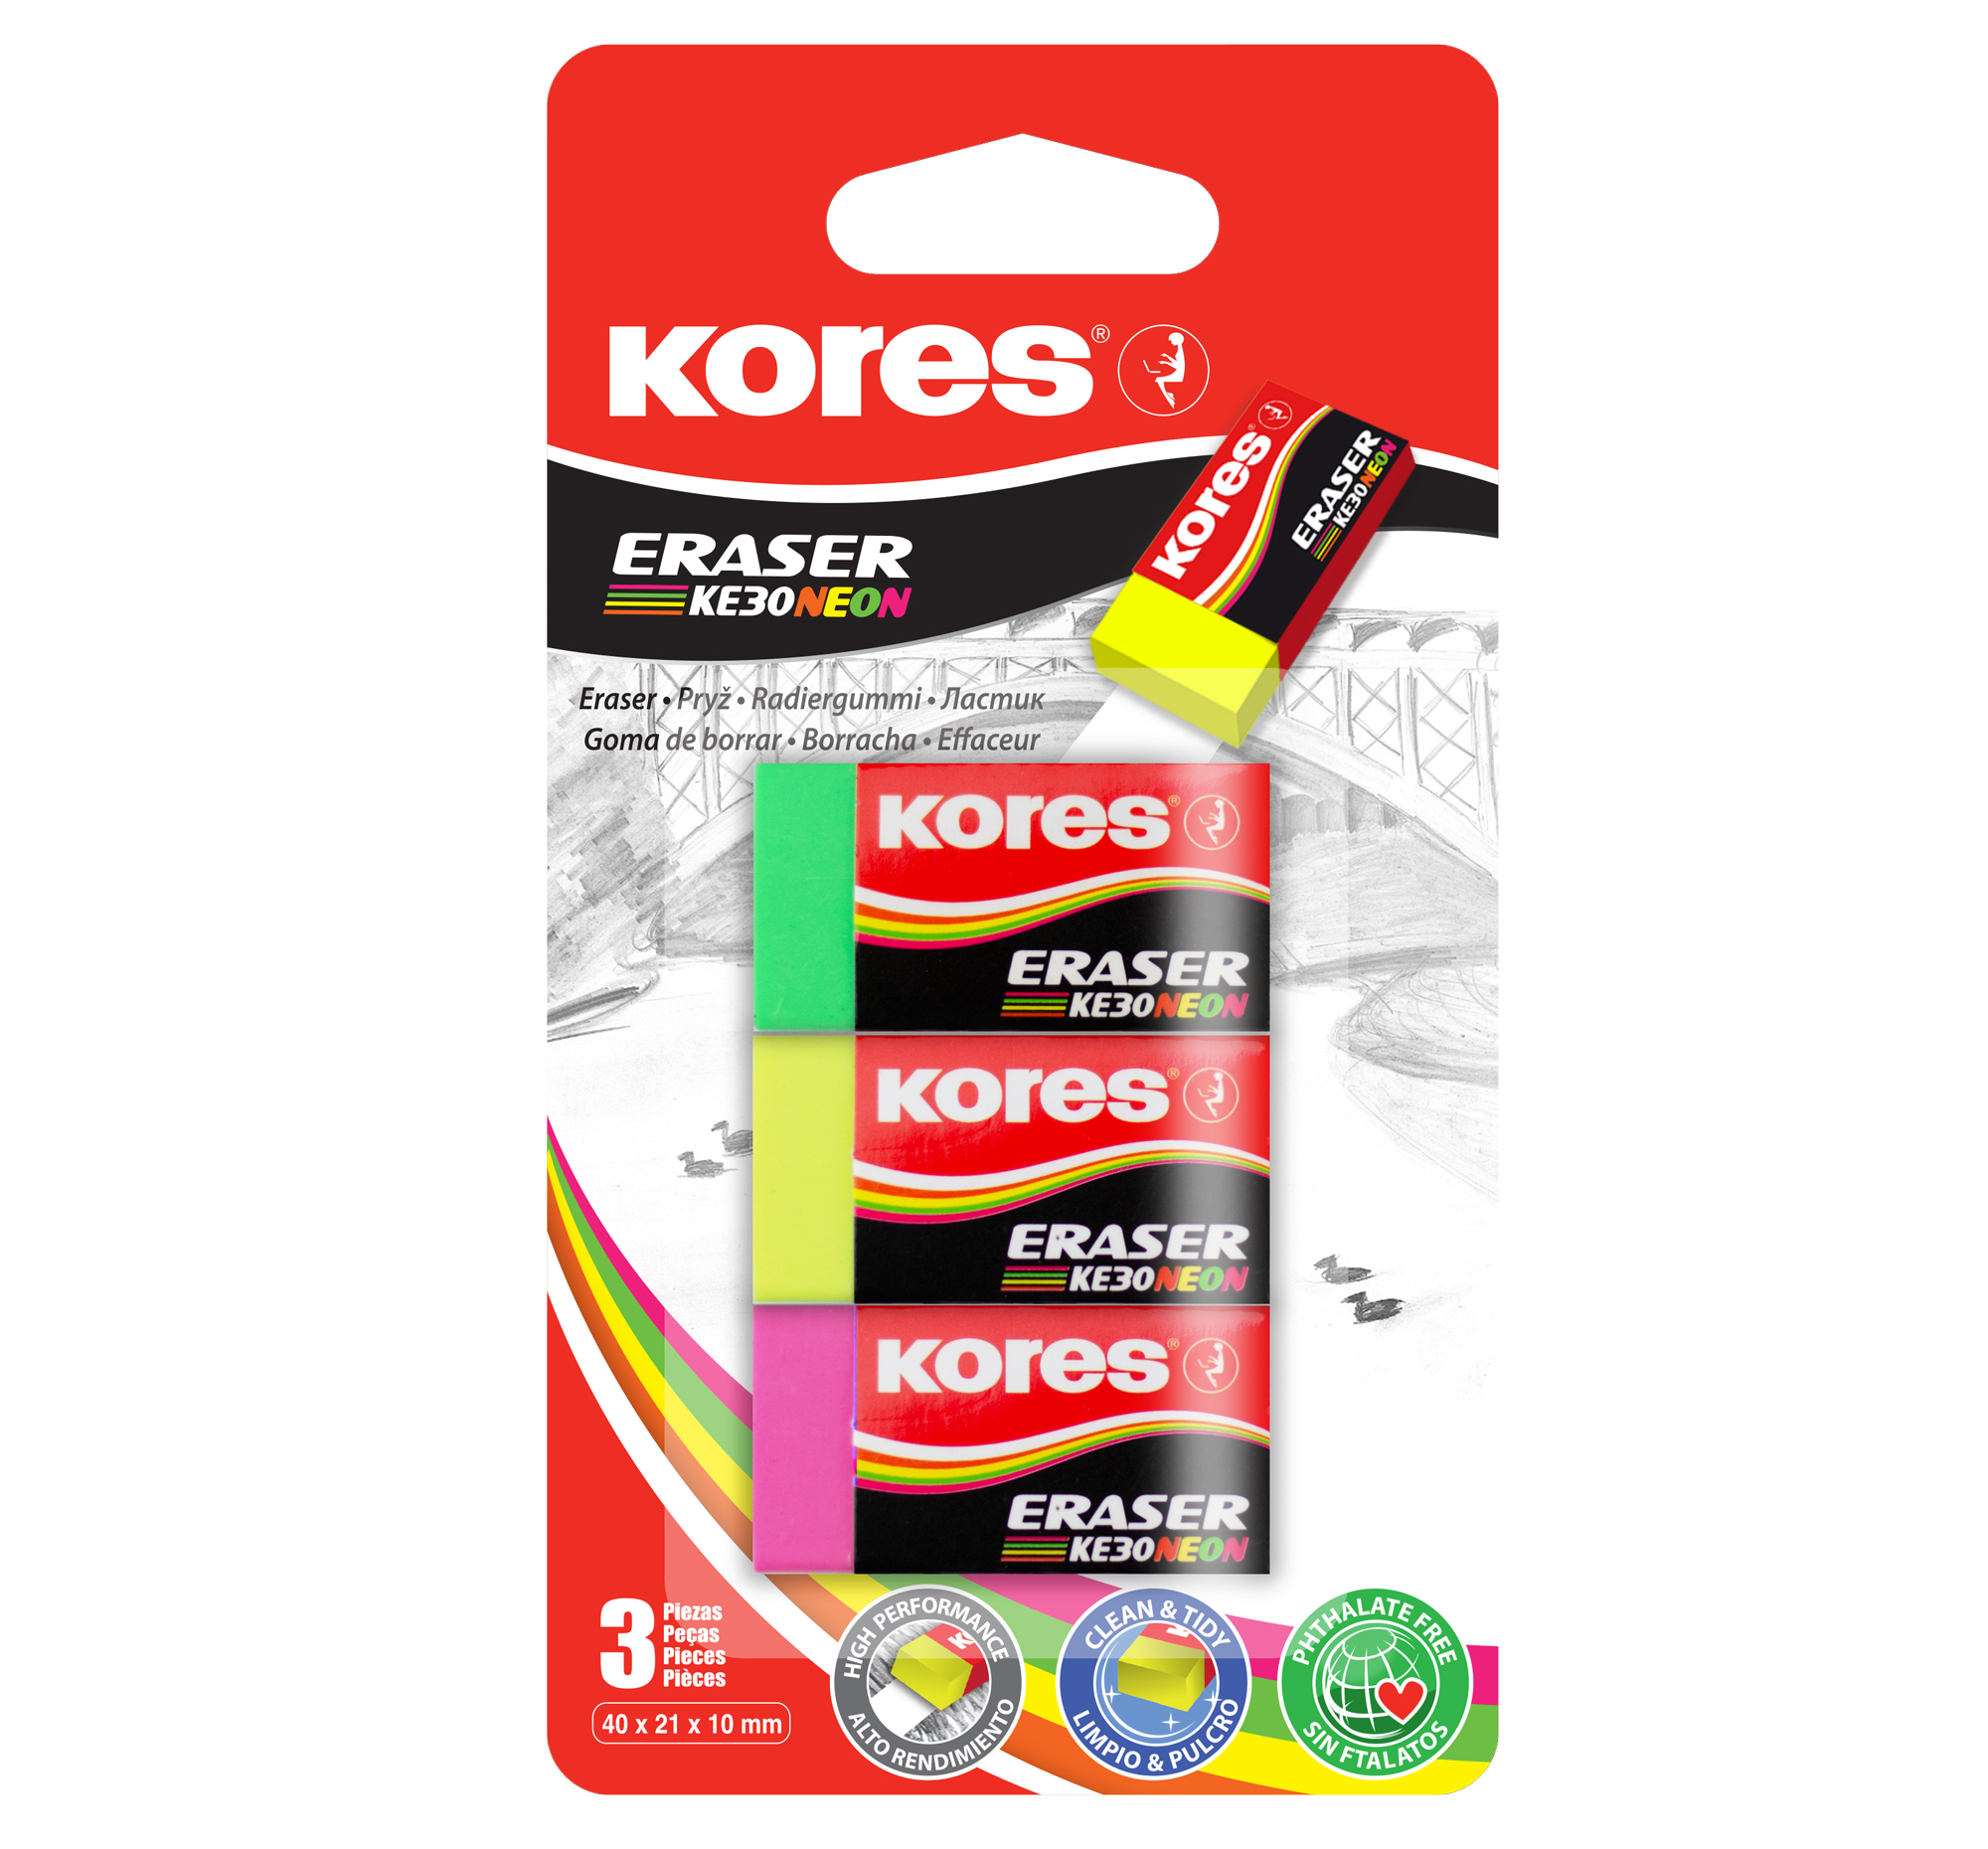 Kores®
Kores®
ERASER
KE30NEON
ERASER
KE30NEON
Eraser • Pryž • Radiergummi • Ластик
Goma de borrar • Borracha • Effaceur
Kores®
ERASER
KE30NEON
Kores®
ERASER
KE30NEON
Kores®
ERASER
KE30NEON
3
Piezas
Peças
Pieces
Pièces
40 x 21 x 10 mm
HIGH PERFORMANCE
ALTO RENDIMIENTO
CLEAN & TIDY
LIMPIO & PULCRO
PHTHALATE FREE
SIN FTALATOS